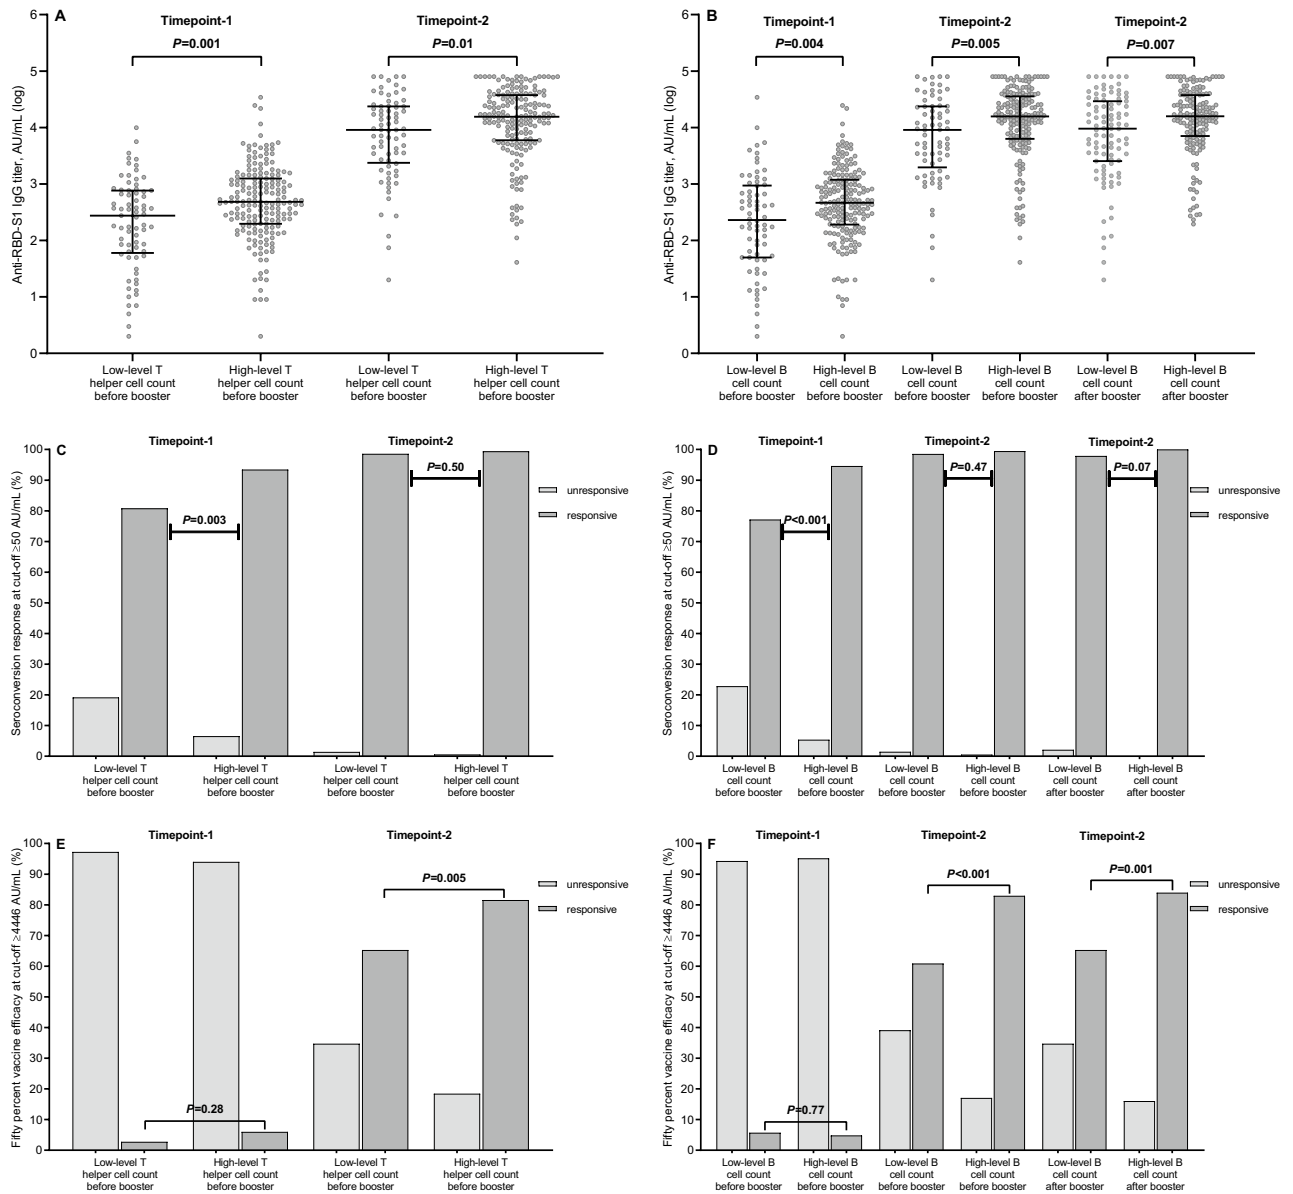 A
Timepoint-1
Timepoint-2
P=0.001
P=0.01
Anti-RBD-S1 IgG titer, AU/mL (log)
6
5
4
3
2
1
0
Low-level T
helper cell count
before booster
High-level T
helper cell count
before booster
Low-level T
helper cell count
before booster
High-level T
helper cell count
before booster
B
Timepoint-1
Timepoint-2
Timepoint-2
P=0.004
P=0.005
P=0.007
Anti-RBD-S1 IgG titer, AU/mL (log)
6
5
4
3
2
1
0
Low-level B
cell count
before booster
High-level B
cell count
before booster
Low-level B
cell count
before booster
High-level B
cell count
before booster
Low-level B
cell count
after booster
High-level B
cell count
after booster
C
Timepoint-1
Timepoint-2
P=0.003
P=0.50
unresponsive
responsive
Seroconversion response at cut-off ≥50 AU/mL (%)
100
90
80
70
60
50
40
30
20
10
0
Low-level T
helper cell count
before booster
High-level T
helper cell count
before booster
Low-level T
helper cell count
before booster
High-level T
helper cell count
before booster
D
Timepoint-1
Timepoint-2
Timepoint-2
P<0.001
P=0.47
P=0.07
unresponsive
responsive
Seroconversion response at cut-off ≥50 AU/mL (%)
100
90
80
70
60
50
40
30
20
10
0
Low-level B
cell count
before booster
High-level B
cell count
before booster
Low-level B
cell count
before booster
High-level B
cell count
before booster
Low-level B
cell count
after booster
High-level B
cell count
after booster
E
Timepoint-1
Timepoint-2
P=0.28
P=0.005
unresponsive
responsive
Fifty percent vaccine efficacy at cut-off ≥4446 AU/mL (%)
100
90
80
70
60
50
40
30
20
10
0
Low-level T
helper cell count
before booster
High-level T
helper cell count
before booster
Low-level T
helper cell count
before booster
High-level T
helper cell count
before booster
F
Timepoint-1
Timepoint-2
Timepoint-2
P=0.77
P<0.001
P=0.001
unresponsive
responsive
Fifty percent vaccine efficacy at cut-off ≥4446 AU/mL (%)
100
90
80
70
60
50
40
30
20
10
0
Low-level B
cell count
before booster
High-level B
cell count
before booster
Low-level B
cell count
before booster
High-level B
cell count
before booster
Low-level B
cell count
after booster
High-level B
cell count
after booster